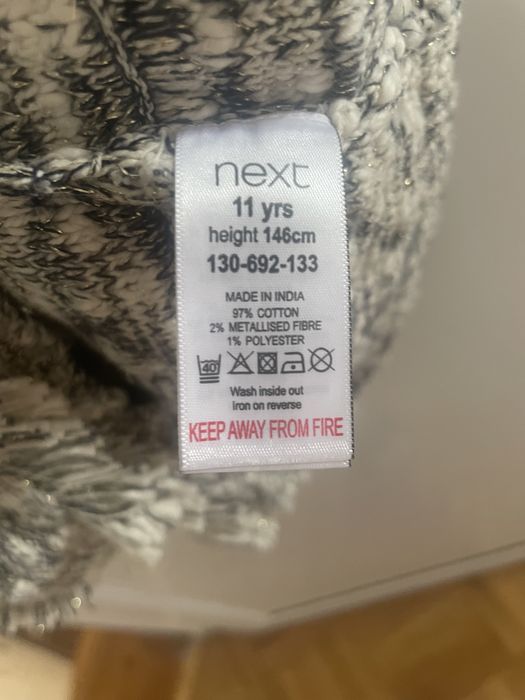 next
11 yrs
height 146cm
130-692-133
MADE IN INDIA
97% COTTON
2% METALLISED FIBRE
1% POLYESTER
40
Wash inside out
iron on reverse
KEEP AWAY FROM FIRE